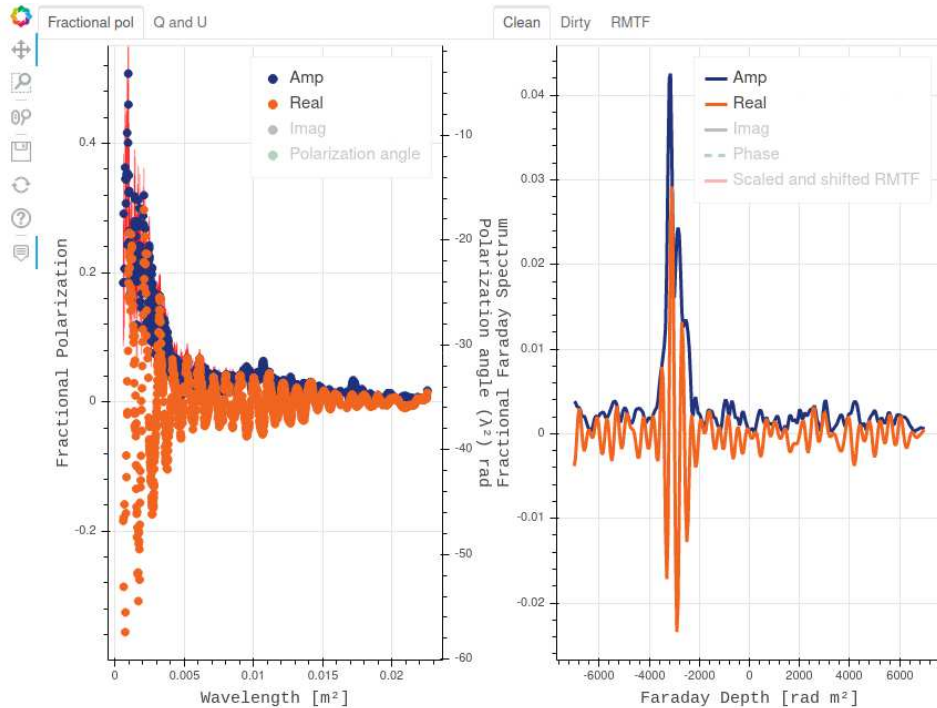 Fractional pol
Q and U
Amp
Real
Imag
Polarization angle
0.4
0.2
0
-0.2
Fractional Polarization
0
0.005
0.01
0.015
0.02
Wavelength [m²]
-10
-20
-30
-40
-50
-60
Polarization angle (λ²) rad
Clean
Dirty
RMTF
Amp
Real
Imag
Phase
Scaled and shifted RMTF
0.04
0.03
0.02
0.01
0
-0.01
-0.02
Fractional Faraday Spectrum
-6000
-4000
-2000
0
2000
4000
6000
Faraday Depth [rad m²]